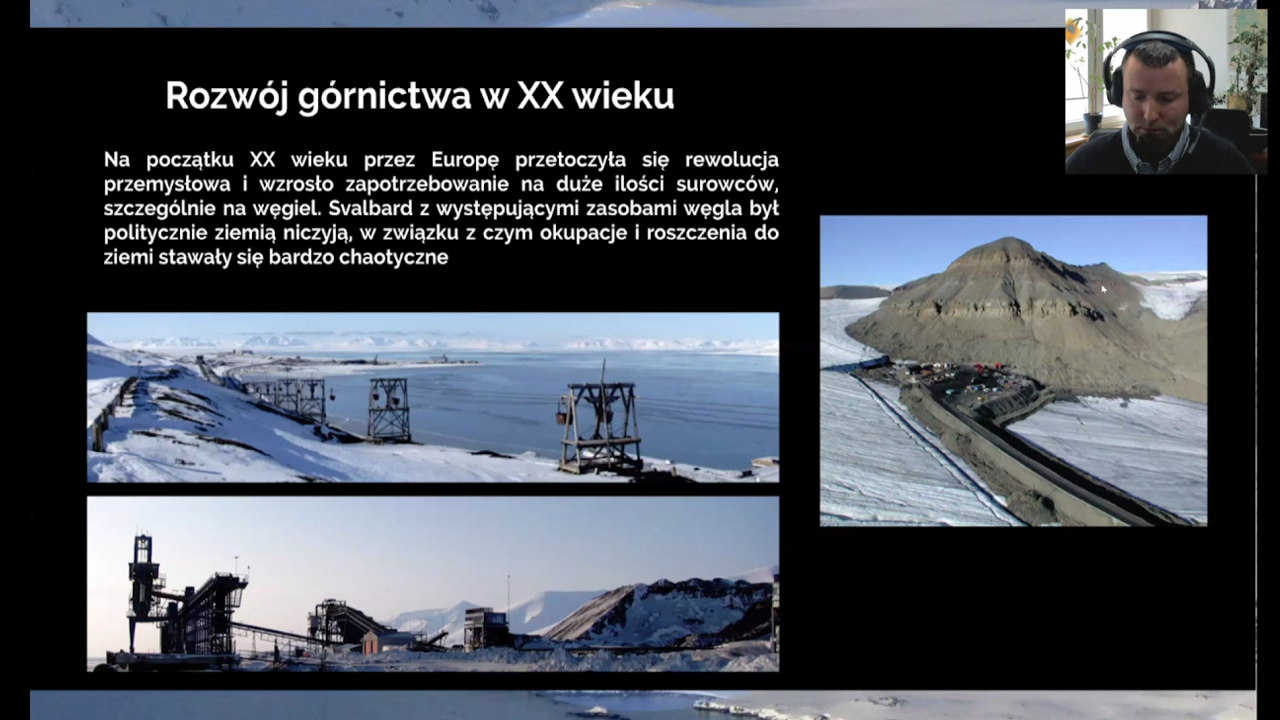 Rozwój górnictwa w XX wieku
Na początku XX wieku przez Europę przetoczyła się rewolucja
przemysłowa i wzrosło zapotrzebowanie na duże ilości surowców,
szczególnie na węgiel. Svalbard z występującymi zasobami węgla był
politycznie ziemią niczyją, w związku z czym okupacje i roszczenia do
ziemi stawały się bardzo chaotyczne